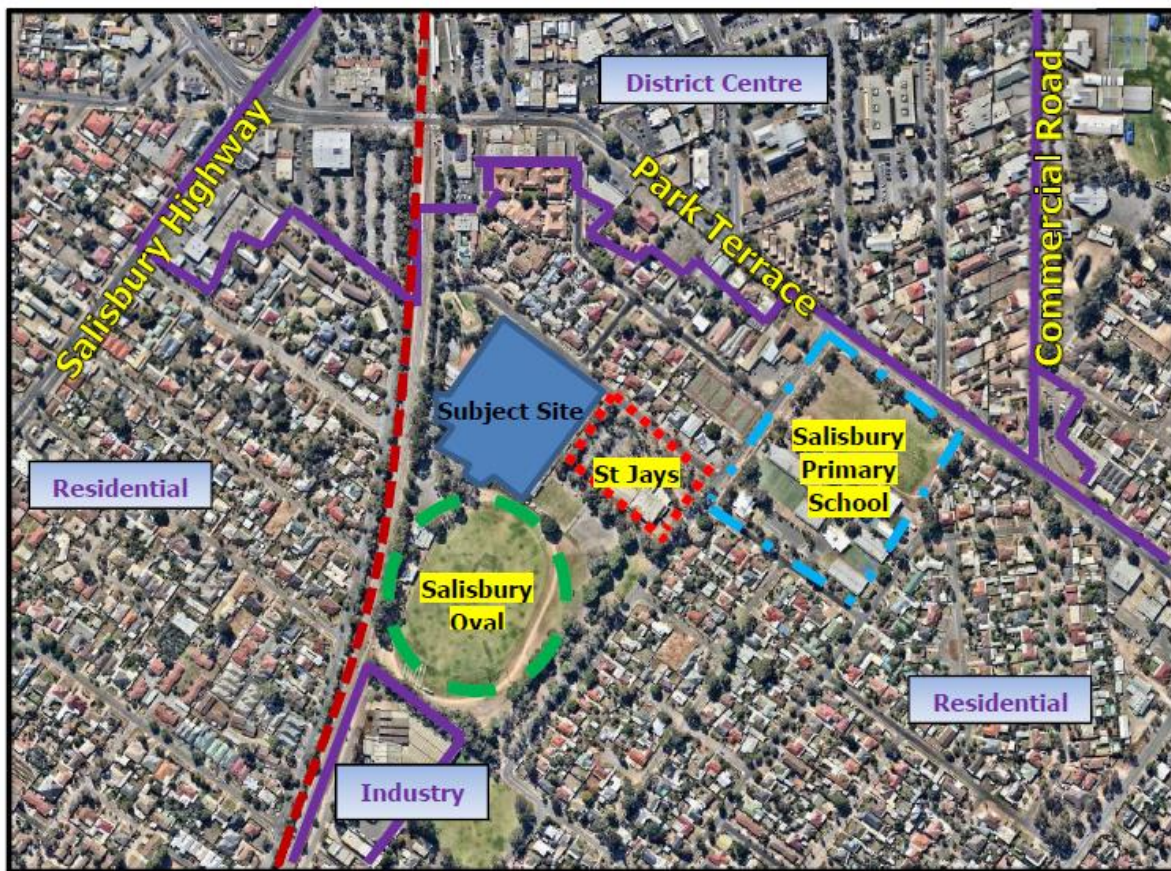 District Centre
Salisbury Highway
Park Terrace
Commercial Road
Subject Site
St Jays
Salisbury
Primary
School
Residential
Salisbury
Oval
Residential
Industry